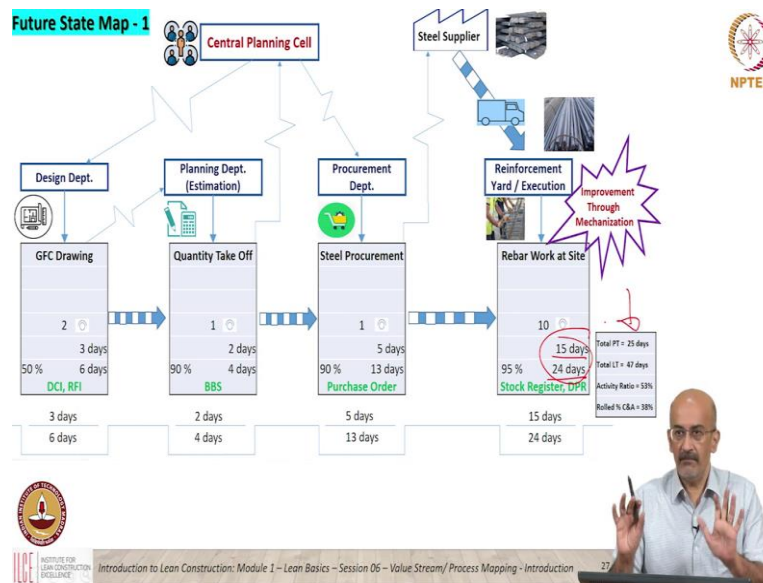 Future State Map - 1
Central Planning Cell
Steel Supplier
NPTE
Design Dept.
Planning Dept.
(Estimation)
Procurement
Dept.
Reinforcement
Yard / Execution
Improvement
Through
Mechanization
GFC Drawing
2
3 days
50 % 6 days
DCI, RFI
Quantity Take Off
1
2 days
90 % 4 days
BBS
Steel Procurement
1
5 days
90 % 13 days
Purchase Order
Rebar Work at Site
10
15 days
95 % 24 days
Stock Register, DPR
Total PT = 25 days
Total LT = 47 days
Activity Ratio = 53%
Rolled % C&A = 38%
3 days 2 days 5 days 15 days
6 days 4 days 13 days 24 days
ILCE INSTITUTE FOR
LEAN CONSTRUCTION
EXCELLENCE
Introduction to Lean Construction: Module 1 – Lean Basics – Session 06 – Value Stream/ Process Mapping - Introduction 27